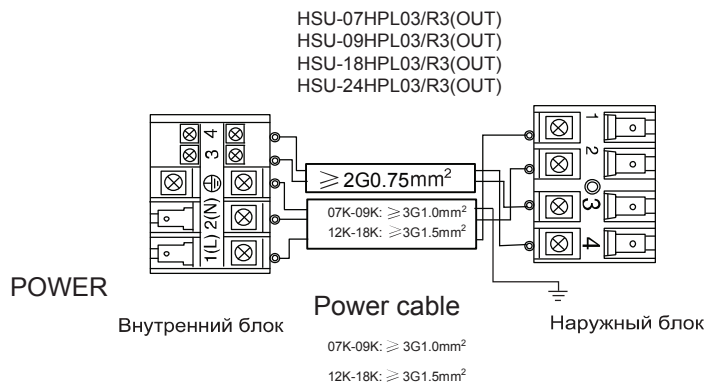 HSU-07HPL03/R3(OUT)
HSU-09HPL03/R3(OUT)
HSU-18HPL03/R3(OUT)
HSU-24HPL03/R3(OUT)
4
3
2(N)
1(L)
≥ 2G0.75mm²
07K-09K: ≥3G1.0mm²
12K-18K: ≥3G1.5mm²
1
2
3
4
POWER
Внутренний блок
Power cable
Наружный блок
07K-09K: ≥ 3G1.0mm²
12K-18K: ≥ 3G1.5mm²